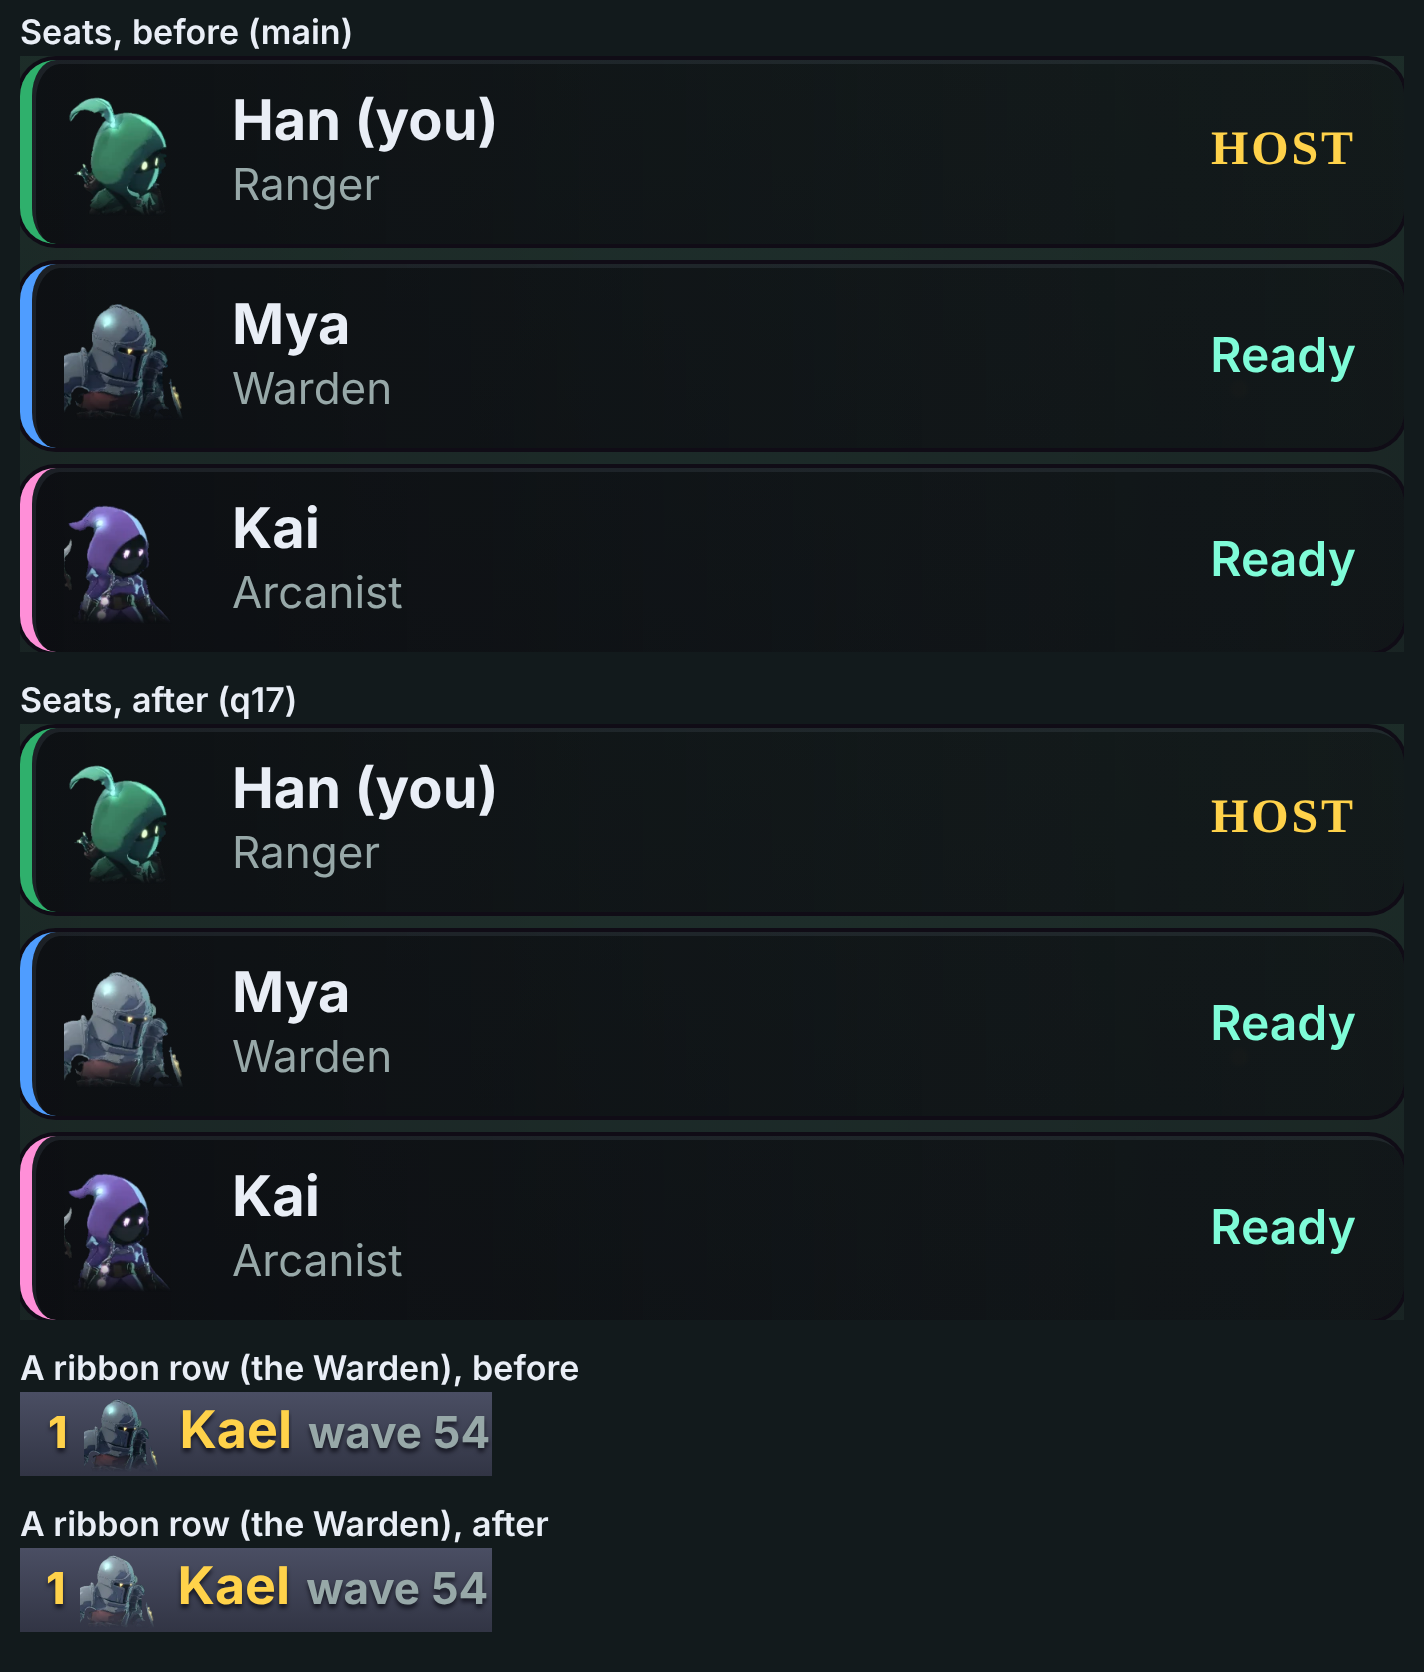 Seats, before (main)
Han (you)
Ranger
HOST
Mya
Warden
Ready
Kai
Arcanist
Ready
Seats, after (q17)
Han (you)
Ranger
HOST
Mya
Warden
Ready
Kai
Arcanist
Ready
A ribbon row (the Warden), before
1 Kael wave 54
A ribbon row (the Warden), after
1 Kael wave 54